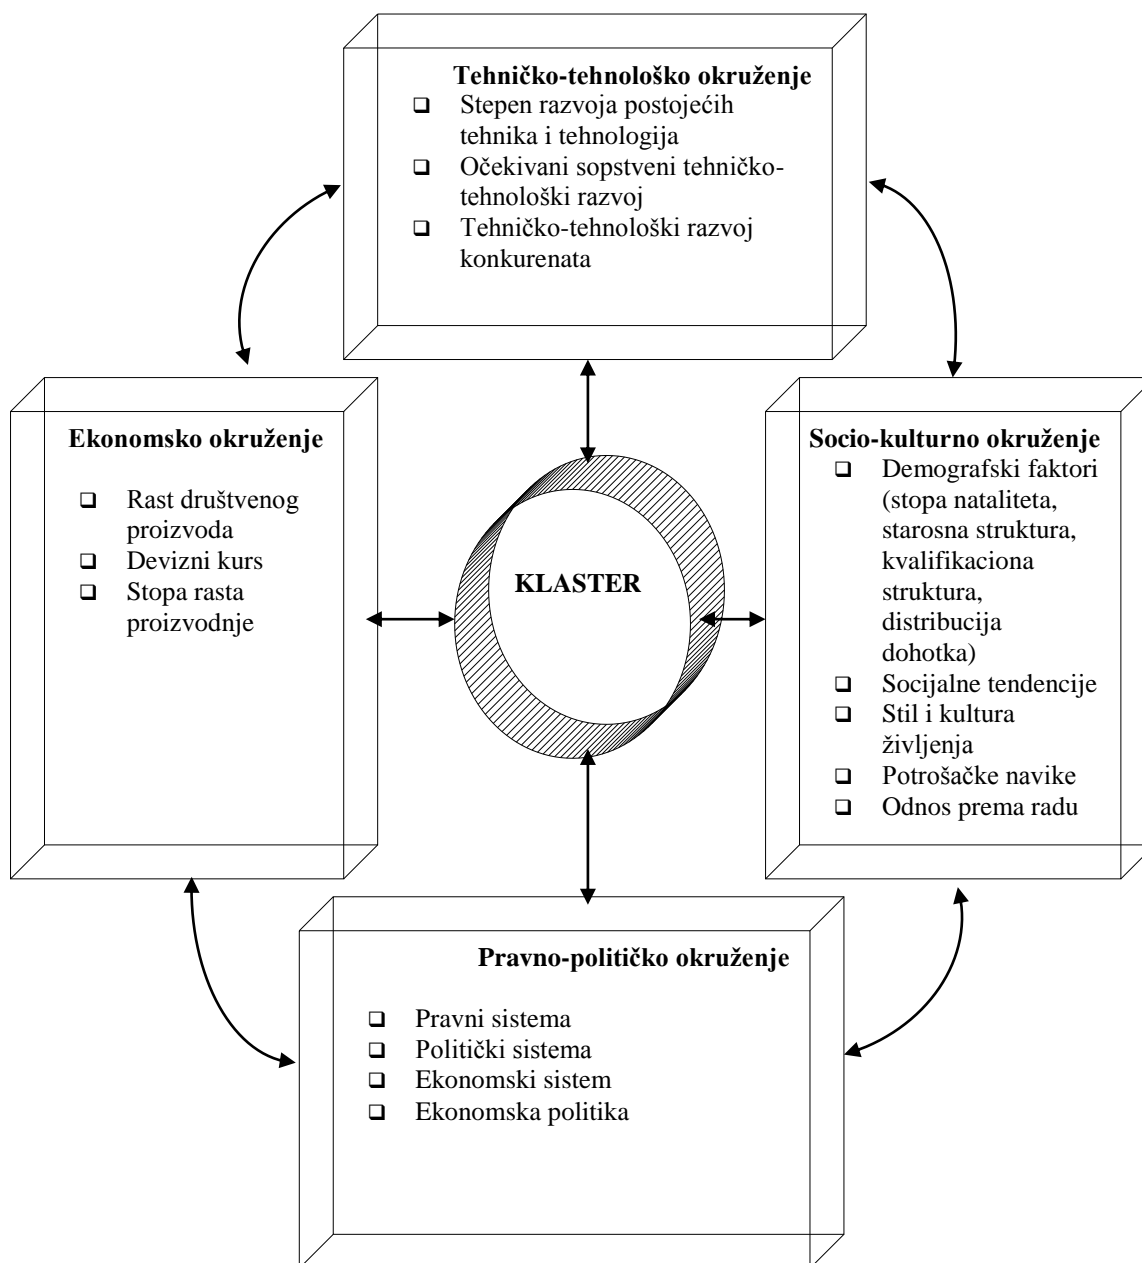 Tehničko-tehnološko okruženje
❑ Stepen razvoja postojećih
tehnika i tehnologija
❑ Očekivani sopstveni tehničko-
tehnološki razvoj
❑ Tehničko-tehnološki razvoj
konkurenata
Ekonomsko okruženje
❑ Rast društvenog
proizvoda
❑ Devizni kurs
❑ Stopa rasta
proizvodnje
KLASTER
Socio-kulturno okruženje
❑ Demografski faktori
(stopa nataliteta,
starosna struktura,
kvalifikaciona
struktura,
distribucija
dohotka)
❑ Socijalne tendencije
❑ Stil i kultura
življenja
❑ Potrošačke navike
❑ Odnos prema radu
Pravno-političko okruženje
❑ Pravni sistema
❑ Politički sistema
❑ Ekonomski sistem
❑ Ekonomska politika